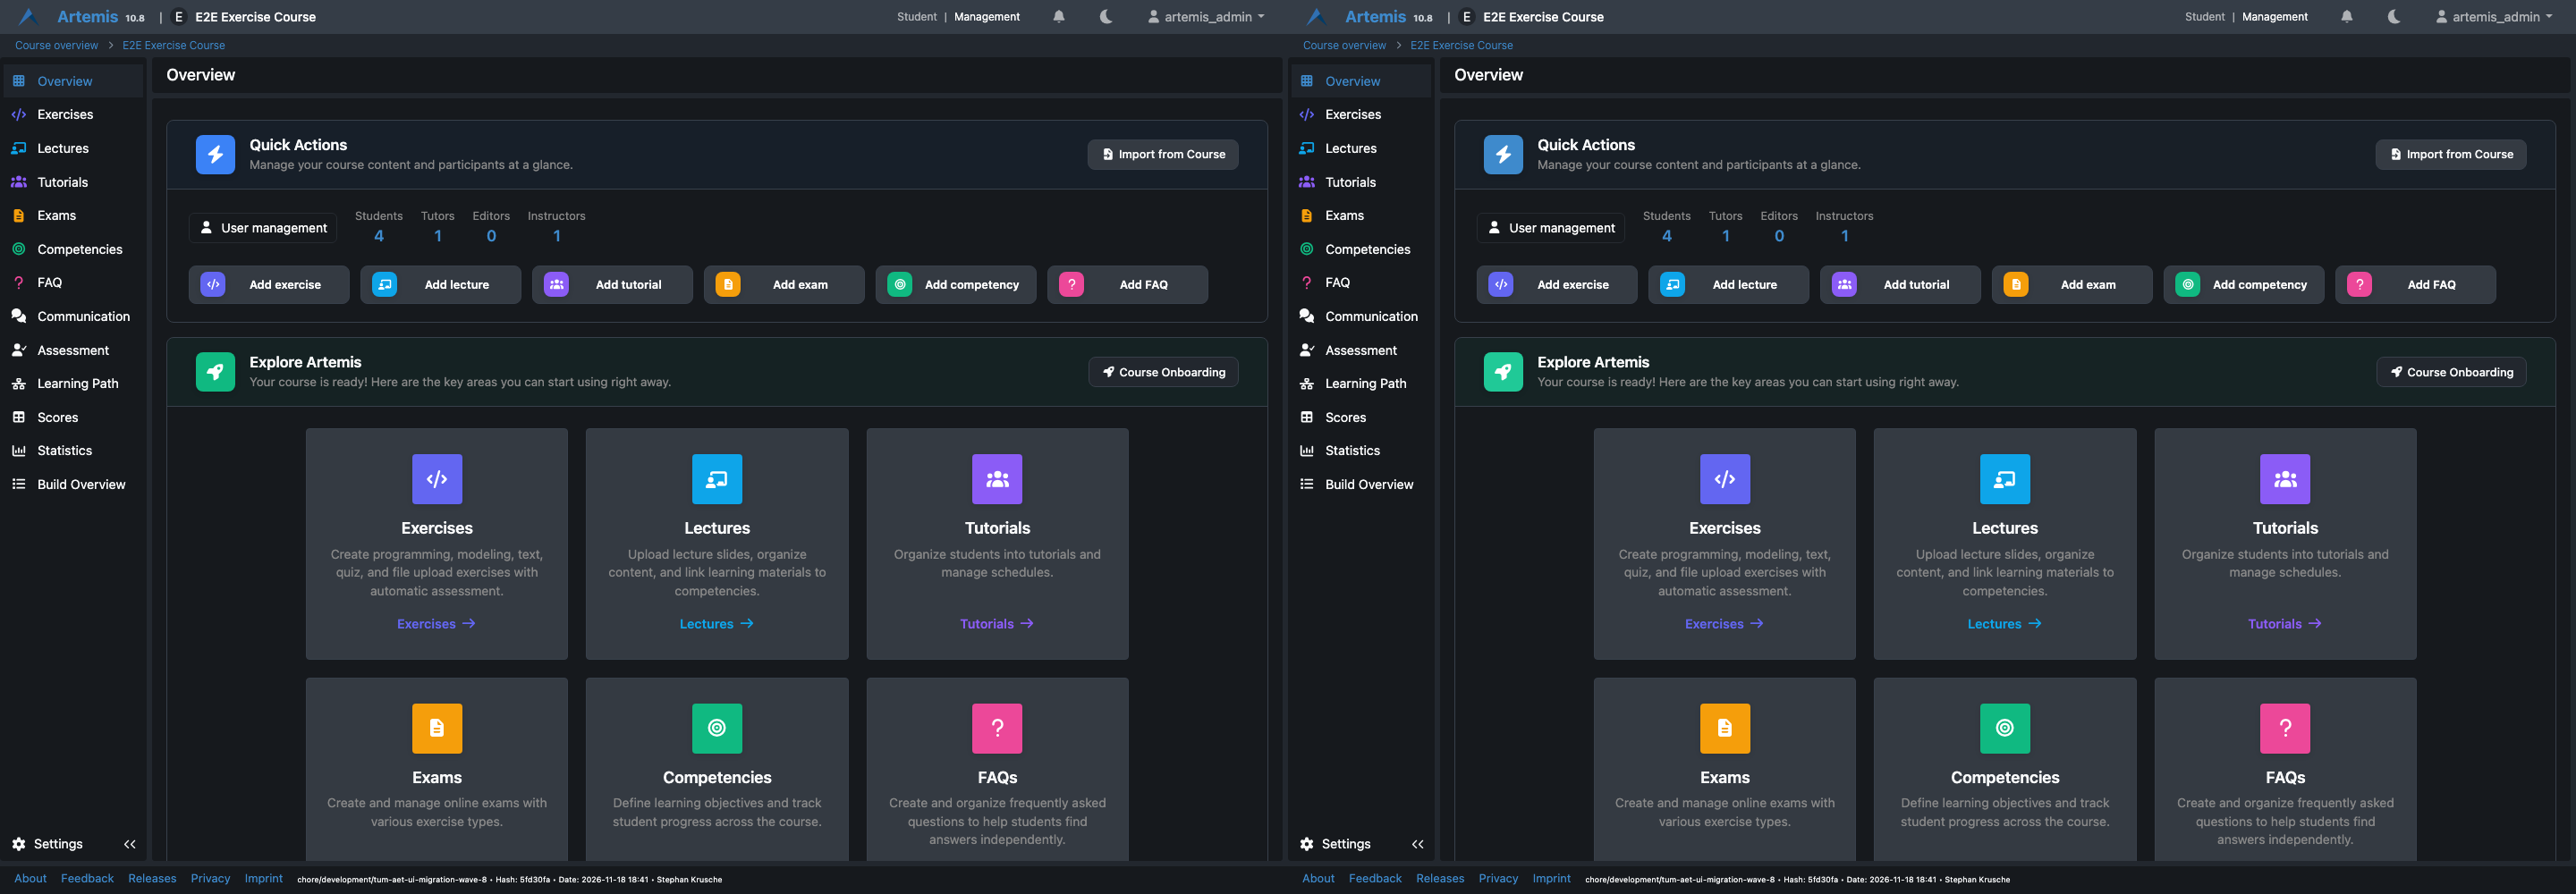 Artemis 10.8 | E E2E Exercise Course Student | Management artemis_admin
Course overview > E2E Exercise Course
Overview
Exercises
Lectures
Tutorials
Exams
Competencies
FAQ
Communication
Assessment
Learning Path
Scores
Statistics
Build Overview
Settings
Overview
Quick Actions
Manage your course content and participants at a glance.
Import from Course
User management
Students Tutors Editors Instructors
4 1 0 1
Add exercise Add lecture Add tutorial Add exam Add competency Add FAQ
Explore Artemis
Your course is ready! Here are the key areas you can start using right away.
Course Onboarding
Exercises
Create programming, modeling, text,
quiz, and file upload exercises with
automatic assessment.
Exercises →
Lectures
Upload lecture slides, organize
content, and link learning materials to
competencies.
Lectures →
Tutorials
Organize students into tutorials and
manage schedules.
Tutorials →
Exams
Create and manage online exams with
various exercise types.
Competencies
Define learning objectives and track
student progress across the course.
FAQs
Create and organize frequently asked
questions to help students find
answers independently.
About Feedback Releases Privacy Imprint chore/development/tum-aet-ui-migration-wave-8 • Hash: 5fd30fa • Date: 2026-11-18 18:41 • Stephan Krusche
Artemis 10.8 | E E2E Exercise Course Student | Management artemis_admin
Course overview > E2E Exercise Course
Overview
Exercises
Lectures
Tutorials
Exams
Competencies
FAQ
Communication
Assessment
Learning Path
Scores
Statistics
Build Overview
Settings
Overview
Quick Actions
Manage your course content and participants at a glance.
Import from Course
User management
Students Tutors Editors Instructors
4 1 0 1
Add exercise Add lecture Add tutorial Add exam Add competency Add FAQ
Explore Artemis
Your course is ready! Here are the key areas you can start using right away.
Course Onboarding
Exercises
Create programming, modeling, text,
quiz, and file upload exercises with
automatic assessment.
Exercises →
Lectures
Upload lecture slides, organize
content, and link learning materials to
competencies.
Lectures →
Tutorials
Organize students into tutorials and
manage schedules.
Tutorials →
Exams
Create and manage online exams with
various exercise types.
Competencies
Define learning objectives and track
student progress across the course.
FAQs
Create and organize frequently asked
questions to help students find
answers independently.
About Feedback Releases Privacy Imprint chore/development/tum-aet-ui-migration-wave-8 • Hash: 5fd30fa • Date: 2026-11-18 18:41 • Stephan Krusche